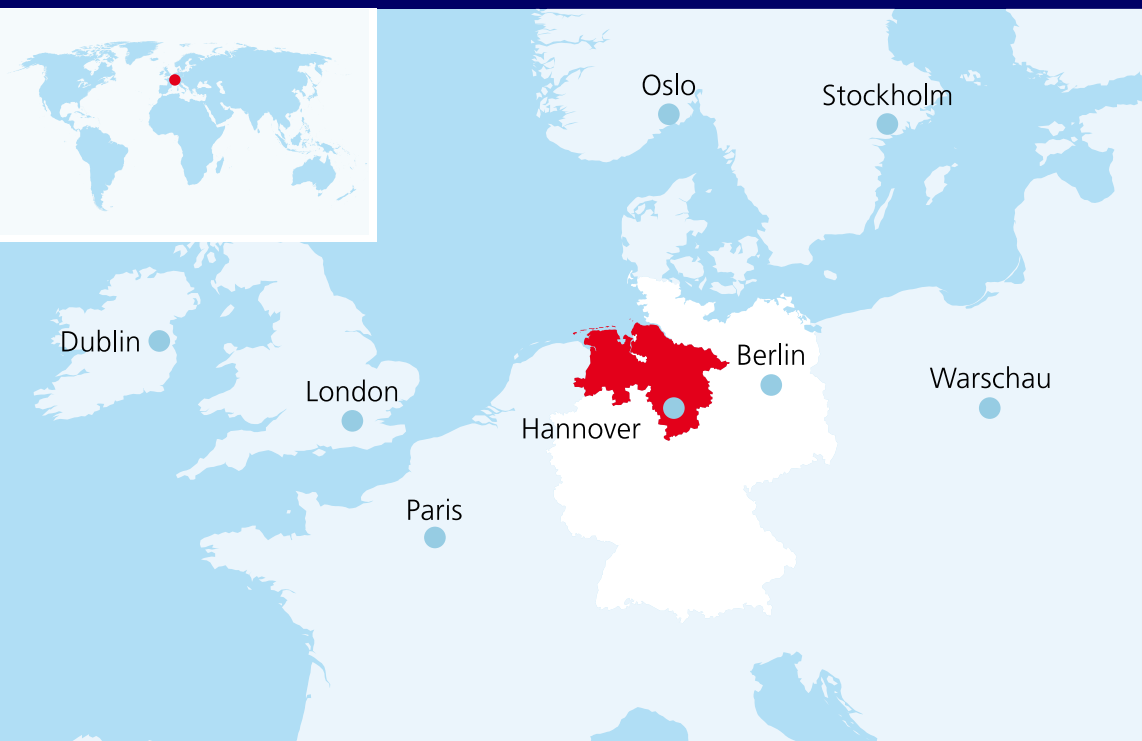 Oslo
Stockholm
Dublin
Berlin
London
Warschau
Hannover
Paris